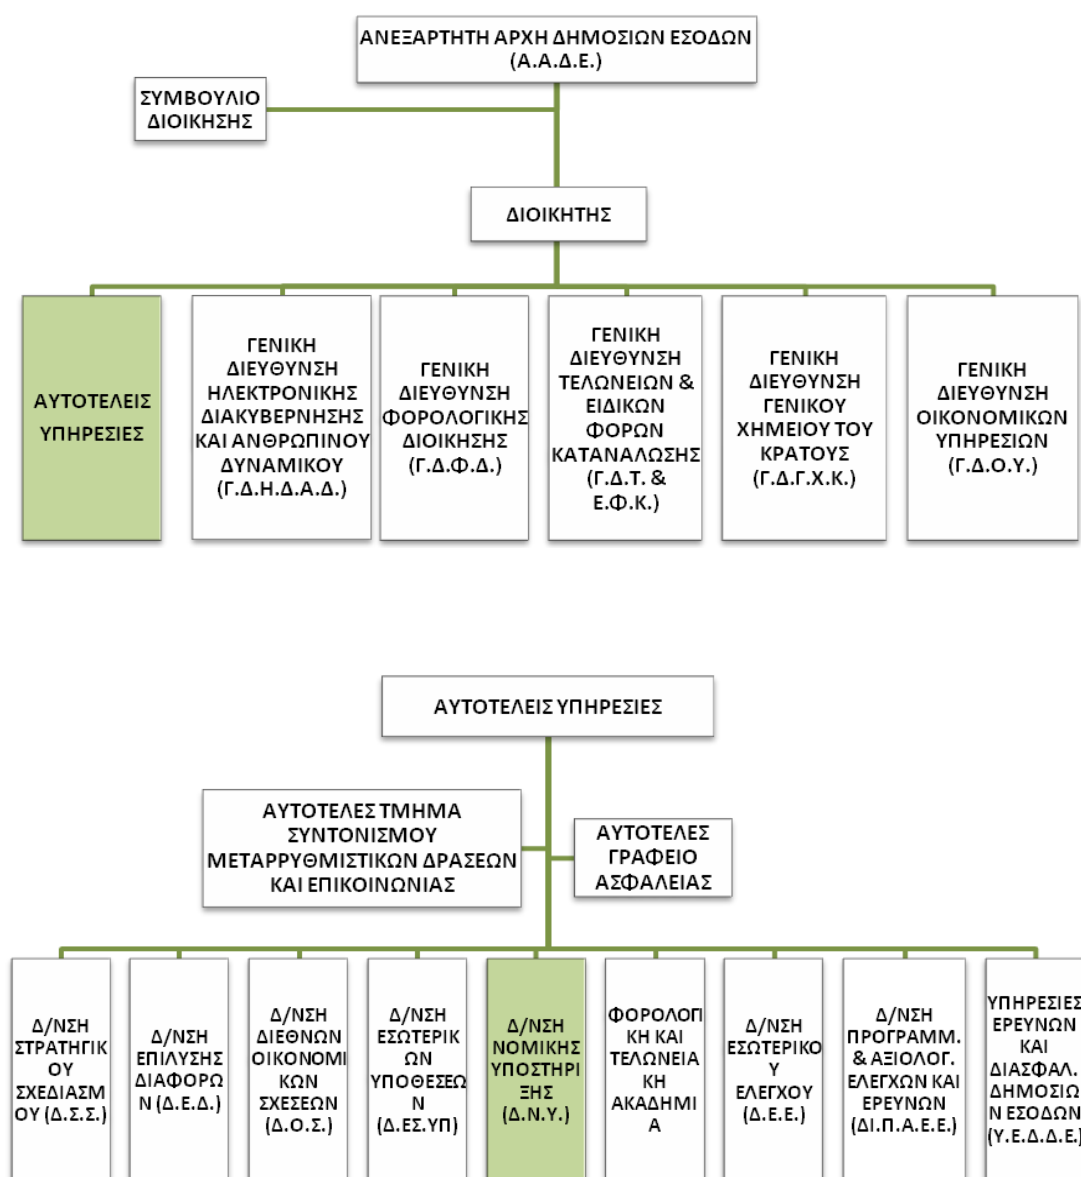 ΑΝΕΞΑΡΤΗΤΗ ΑΡΧΗ ΔΗΜΟΣΙΩΝ ΕΣΟΔΩΝ
(Α.Α.Δ.Ε.)
ΣΥΜΒΟΥΛΙΟ
ΔΙΟΙΚΗΣΗΣ
ΔΙΟΙΚΗΤΗΣ
ΑΥΤΟΤΕΛΕΙΣ
ΥΠΗΡΕΣΙΕΣ
ΓΕΝΙΚΗ
ΔΙΕΥΘΥΝΣΗ
ΗΛΕΚΤΡΟΝΙΚΗΣ
ΔΙΑΚΥΒΕΡΝΗΣΗΣ
ΚΑΙ ΑΝΘΡΩΠΙΝΟΥ
ΔΥΝΑΜΙΚΟΥ
(Γ.Δ.Η.Δ.Α.Δ.)
ΓΕΝΙΚΗ
ΔΙΕΥΘΥΝΣΗ
ΦΟΡΟΛΟΓΙΚΗΣ
ΔΙΟΙΚΗΣΗΣ
(Γ.Δ.Φ.Δ.)
ΓΕΝΙΚΗ
ΔΙΕΥΘΥΝΣΗ
ΤΕΛΩΝΕΙΩΝ &
ΕΙΔΙΚΩΝ
ΦΟΡΩΝ
ΚΑΤΑΝΑΛΩΣΗΣ
(Γ.Δ.Τ. &
Ε.Φ.Κ.)
ΓΕΝΙΚΗ
ΔΙΕΥΘΥΝΣΗ
ΓΕΝΙΚΟΥ
ΧΗΜΕΙΟΥ ΤΟΥ
ΚΡΑΤΟΥΣ
(Γ.Δ.Γ.Χ.Κ.)
ΓΕΝΙΚΗ
ΔΙΕΥΘΥΝΣΗ
ΟΙΚΟΝΟΜΙΚΩΝ
ΥΠΗΡΕΣΙΩΝ
(Γ.Δ.Ο.Υ.)
ΑΥΤΟΤΕΛΕΙΣ ΥΠΗΡΕΣΙΕΣ
ΑΥΤΟΤΕΛΕΣ ΤΜΗΜΑ
ΣΥΝΤΟΝΙΣΜΟΥ
ΜΕΤΑΡΡΥΘΜΙΣΤΙΚΩΝ ΔΡΑΣΕΩΝ
ΚΑΙ ΕΠΙΚΟΙΝΩΝΙΑΣ
ΑΥΤΟΤΕΛΕΣ
ΓΡΑΦΕΙΟ
ΑΣΦΑΛΕΙΑΣ
Δ/ΝΣΗ
ΣΤΡΑΤΗΓΙΚ
ΟΥ
ΣΧΕΔΙΑΣΜ
ΟΥ (Δ.Σ.Σ.)
Δ/ΝΣΗ
ΕΠΙΛΥΣΗΣ
ΔΙΑΦΟΡΩ
Ν (Δ.Ε.Δ.)
Δ/ΝΣΗ
ΔΙΕΘΝΩΝ
ΟΙΚΟΝΟΜΙ
ΚΩΝ
ΣΧΕΣΕΩΝ
(Δ.Ο.Σ.)
Δ/ΝΣΗ
ΕΣΩΤΕΡΙΚ
ΩΝ
ΥΠΟΘΕΣΕΩ
Ν
(Δ.ΕΣ.ΥΠ)
Δ/ΝΣΗ
ΝΟΜΙΚΗΣ
ΥΠΟΣΤΗΡΙ
ΞΗΣ
(Δ.Ν.Υ.)
ΦΟΡΟΛΟΓΙ
ΚΗ ΚΑΙ
ΤΕΛΩΝΕΙΑ
ΚΗ
ΑΚΑΔΗΜΙ
Α
Δ/ΝΣΗ
ΕΣΩΤΕΡΙΚΟ
Υ
ΕΛΕΓΧΟΥ
(Δ.Ε.Ε.)
Δ/ΝΣΗ
ΠΡΟΓΡΑΜΜ.
& ΑΞΙΟΛΟΓ.
ΕΛΕΓΧΩΝ ΚΑΙ
ΕΡΕΥΝΩΝ
(ΔΙ.Π.Α.Ε.Ε.)
ΥΠΗΡΕΣΙΕΣ
ΕΡΕΥΝΩΝ
ΚΑΙ
ΔΙΑΣΦΑΛ.
ΔΗΜΟΣΙΩ
Ν ΕΣΟΔΩΝ
(Υ.Ε.Δ.Δ.Ε.)